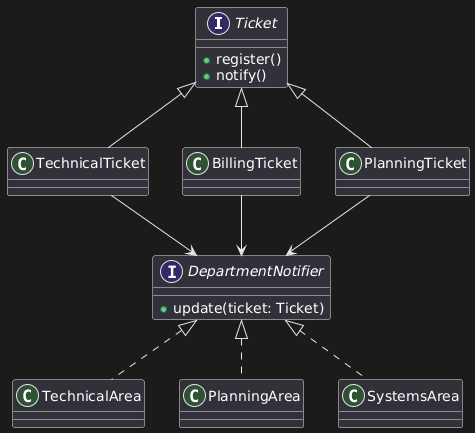 I Ticket
register()
notify()
C TechnicalTicket
C BillingTicket
C PlanningTicket
I DepartmentNotifier
update(ticket: Ticket)
C TechnicalArea
C PlanningArea
C SystemsArea